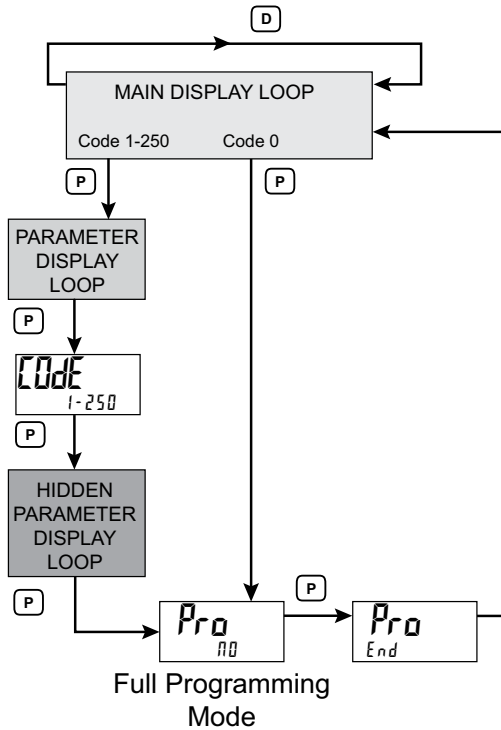 D
MAIN DISPLAY LOOP
Code 1-250 Code 0
P P
PARAMETER
DISPLAY
LOOP
P
COdE
1-250
P
HIDDEN
PARAMETER
DISPLAY
LOOP
P P
Pro Pro
NO End
Full Programming
Mode